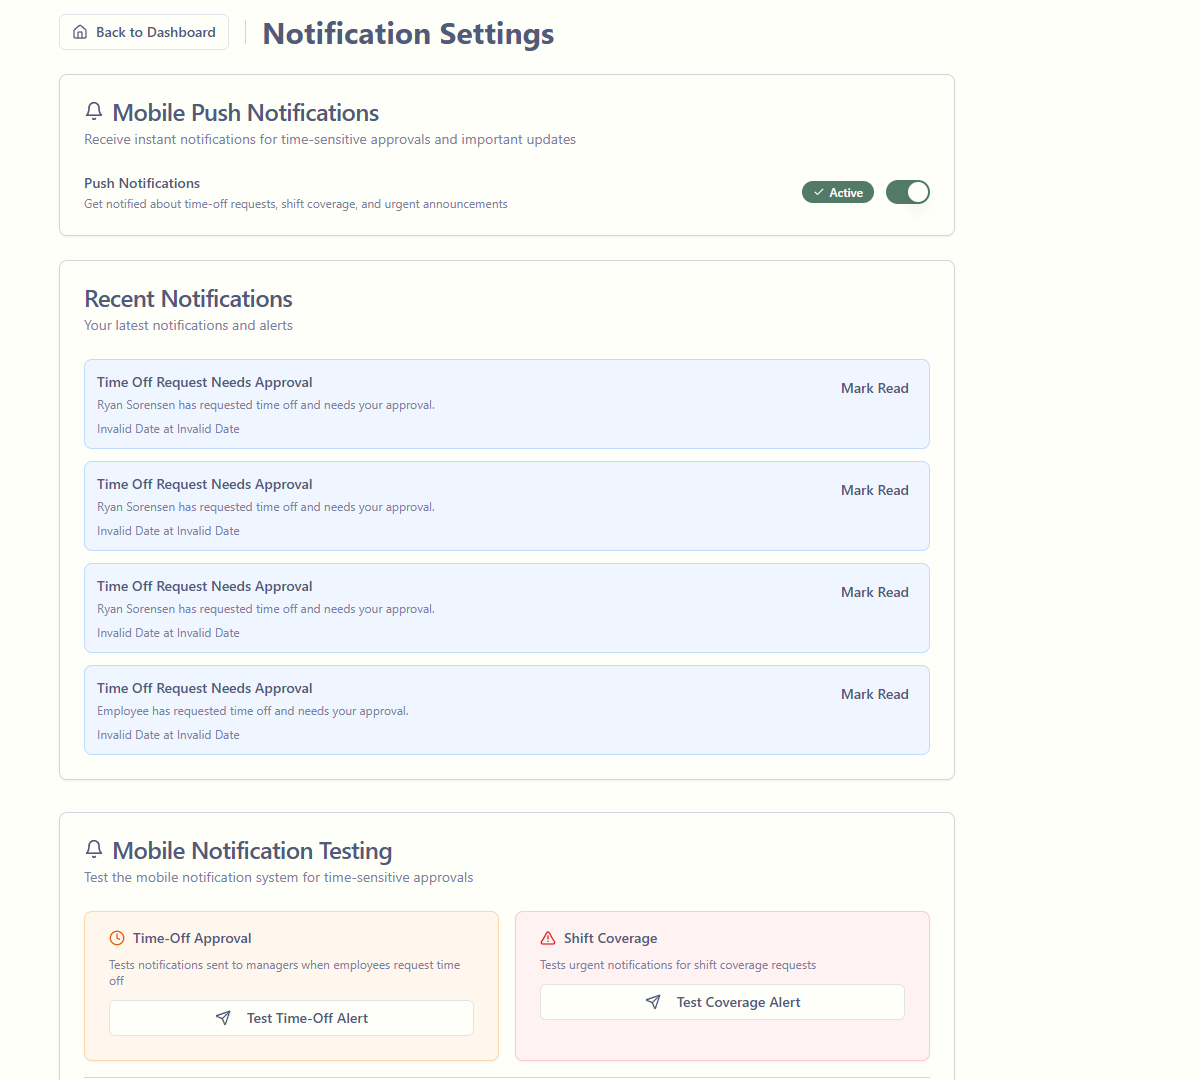 Back to Dashboard
Notification Settings
Mobile Push Notifications
Receive instant notifications for time-sensitive approvals and important updates
Push Notifications
Get notified about time-off requests, shift coverage, and urgent announcements
Active
Recent Notifications
Your latest notifications and alerts
Time Off Request Needs Approval
Ryan Sorensen has requested time off and needs your approval.
Invalid Date at Invalid Date
Mark Read
Time Off Request Needs Approval
Ryan Sorensen has requested time off and needs your approval.
Invalid Date at Invalid Date
Mark Read
Time Off Request Needs Approval
Ryan Sorensen has requested time off and needs your approval.
Invalid Date at Invalid Date
Mark Read
Time Off Request Needs Approval
Employee has requested time off and needs your approval.
Invalid Date at Invalid Date
Mark Read
Mobile Notification Testing
Test the mobile notification system for time-sensitive approvals
Time-Off Approval
Tests notifications sent to managers when employees request time
off
Test Time-Off Alert
Shift Coverage
Tests urgent notifications for shift coverage requests
Test Coverage Alert